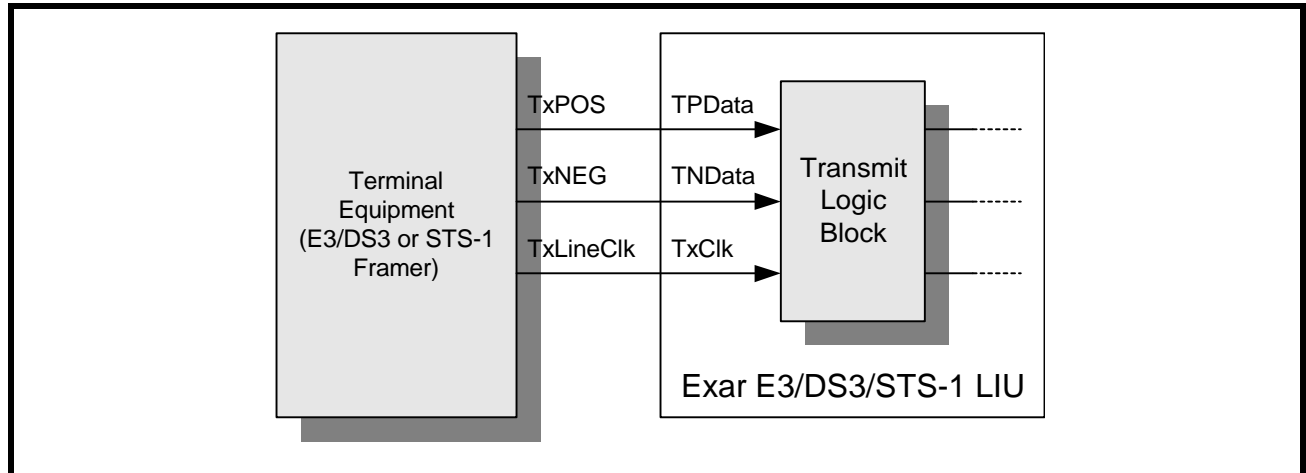 TxPOS
TPData
TxNEG
TNData
TxLineClk
TxClk
Terminal
Equipment
(E3/DS3 or STS-1
Framer)
Transmit
Logic
Block
Exar E3/DS3/STS-1 LIU